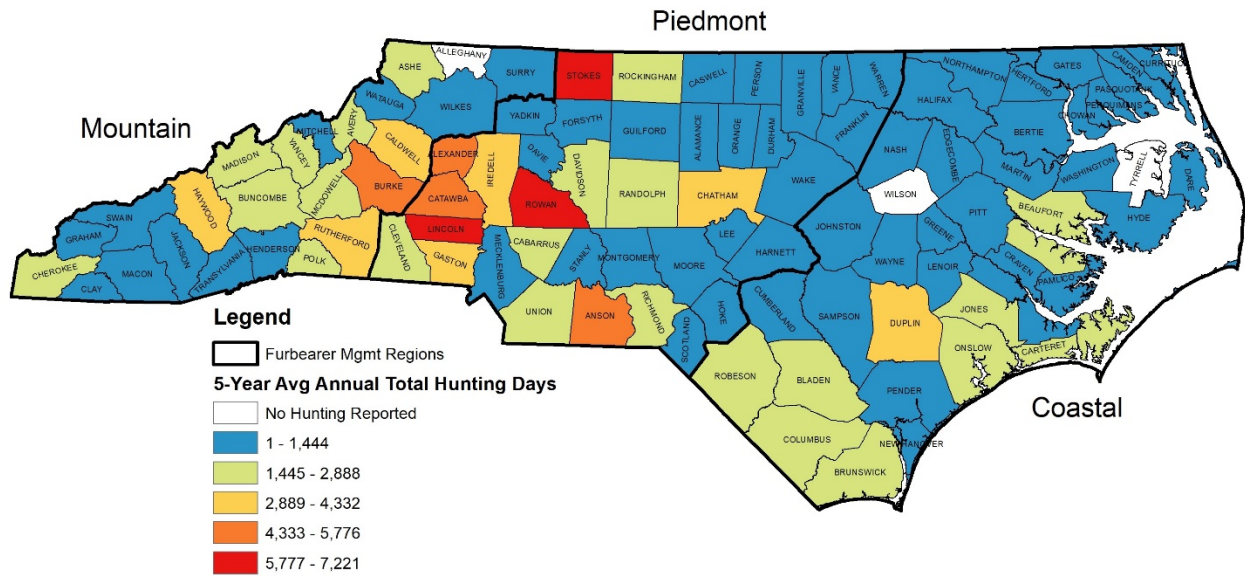 Piedmont
Mountain
Coastal
ALLEGHANY
ASHE
SURRY
STOKES
ROCKINGHAM
CASWELL
PERSON
GRANVILLE
VANCE
WARREN
NORTHAMPTON
HERTFORD
GATES
CAMDEN
CURRITUCK
PASQUOTANK
PERQUIMANS
CHOWAN
HALIFAX
BERTIE
WATAUGA
WILKES
YADKIN
FORSYTH
GUILFORD
ALAMANCE
ORANGE
DURHAM
FRANKLIN
NASH
EDGECOMBE
MARTIN
WASHINGTON
TYRRELL
DARE
MITCHELL
AVERY
CALDWELL
ALEXANDER
IREDELL
DAVIE
DAVIDSON
RANDOLPH
CHATHAM
WAKE
WILSON
PITT
BEAUFORT
HYDE
MADISON
YANCEY
MCDOWELL
BURKE
CATAWBA
ROWAN
HAYWOOD
BUNCOMBE
RUTHERFORD
LINCOLN
CABARRUS
STANLY
MONTGOMERY
MOORE
LEE
HARNETT
JOHNSTON
GREENE
WAYNE
LENOIR
CRAVEN
PAMLICO
SWAIN
GRAHAM
JACKSON
HENDERSON
TRANSYLVANIA
POLK
CLEVELAND
GASTON
MECKLENBURG
CHEROKEE
MACON
CLAY
UNION
ANSON
RICHMOND
SCOTLAND
HOKE
CUMBERLAND
SAMPSON
DUPLIN
JONES
ONSLOW
CARTERET
ROBESON
BLADEN
PENDER
COLUMBUS
NEW HANOVER
BRUNSWICK
Legend
Furbearer Mgmt Regions
5-Year Avg Annual Total Hunting Days
No Hunting Reported
1 - 1,444
1,445 - 2,888
2,889 - 4,332
4,333 - 5,776
5,777 - 7,221